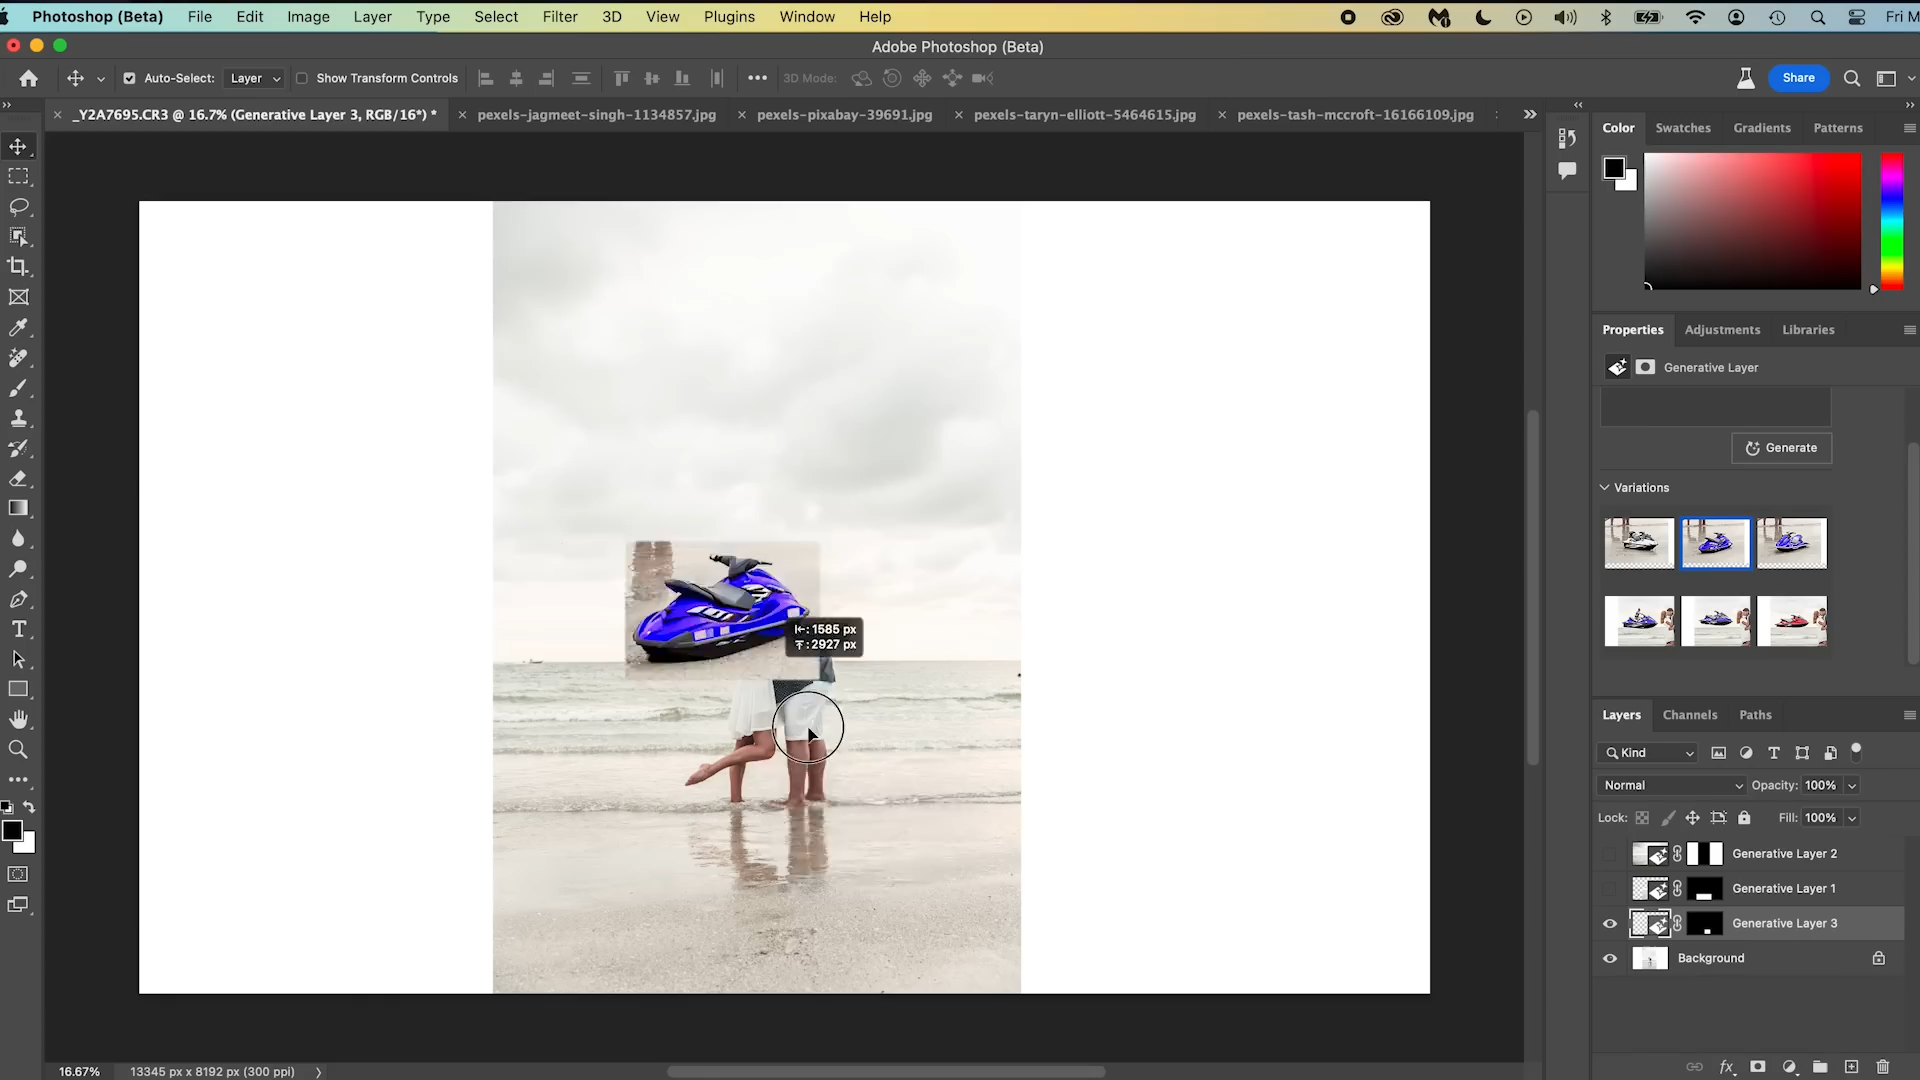 Photoshop (Beta) File Edit Image Layer Type Select Filter 3D View Plugins Window Help Fri M
Adobe Photoshop (Beta)
Auto-Select: Layer Show Transform Controls 3D Mode: Share
_Y2A7695.CR3 @ 16.7% (Generative Layer 3, RGB/16*) * pexels-jagmeet-singh-1134857.jpg pexels-pixabay-39691.jpg pexels-taryn-elliott-5464615.jpg pexels-tash-mccroft-16166109.jpg
Color Swatches Gradients Patterns
Properties Adjustments Libraries
Generative Layer
Generate
Variations
1585 px
2927 px
Layers Channels Paths
Kind
Normal Opacity: 100%
Lock: Fill: 100%
Generative Layer 2
Generative Layer 1
Generative Layer 3
Background
16.67% 13345 px x 8192 px (300 ppi)